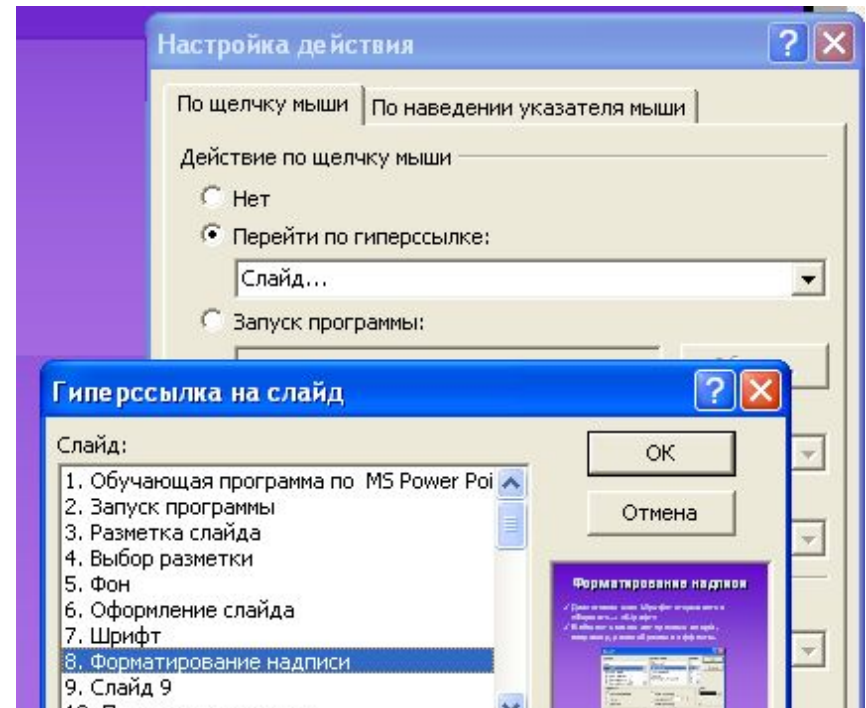 Настройка действия
По щелчку мыши
По наведении указателя мыши
Действие по щелчку мыши
Нет
Перейти по гиперссылке:
Слайд...
Запуск программы:
Гиперссылка на слайд
Слайд:
1. Обучающая программа по MS Power Poi
2. Запуск программы
3. Разметка слайда
4. Выбор разметки
5. Фон
6. Оформление слайда
7. Шрифт
8. Форматирование надписи
9. Слайд 9
ОК
Отмена
Форматирование надписи